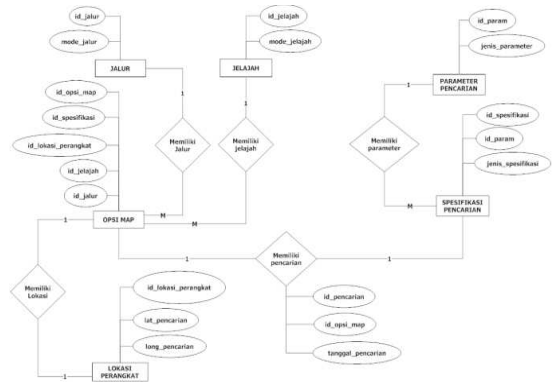 id_jalur
mode_jalur
JALUR
id_jelajah
mode_jelajah
JELAJAH
id_param
jenis_parameter
PARAMETER
PENCARIAN
id_opsi_map
id_spesifikasi
id_lokasi_perangkat
id_jelajah
id_jalur
OPSI MAP
1
Memiliki
Jalur
M
1
Memiliki
jelajah
M
1
Memiliki
parameter
M
id_spesifikasi
id_param
jenis_spesifikasi
SPESIFIKASI
PENCARIAN
1
Memiliki
Lokasi
1
1
Memiliki
pencarian
1
id_pencarian
id_opsi_map
tanggal_pencarian
id_lokasi_perangkat
lat_pencarian
long_pencarian
LOKASI
PERANGKAT